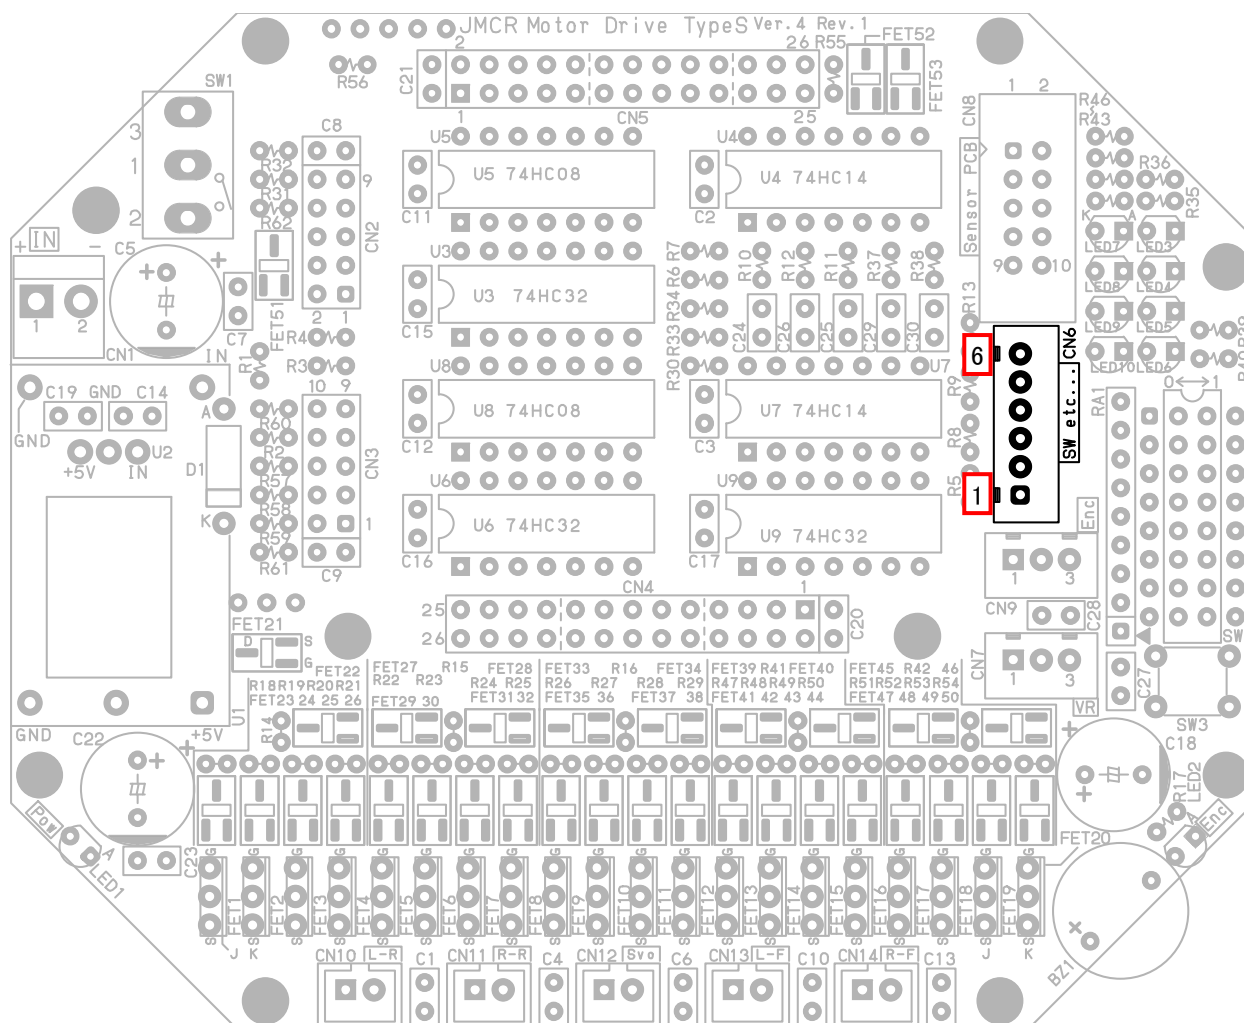 JMCR Motor Drive TypeS Ver.4 Rev.1
2 26 R55 FET52
FET53
R56
C21
1 CN5 25
SW1
3
1
2
C8
R32
R31
R62
9
CN2
2 1
FET51
U5
U5 74HC08
C11
U4
U4 74HC14
C2
CN8
1 2
Sensor PCB
9 10
R46
R43
R36
R35
K A
LED7 LED3
LED8 LED4
LED9 LED5
LED10 LED6
R39
R40
+ IN -
C5
+ +
1 2
CN1
IN
C7
R1
R4
R3
U3
U3 74HC32
C15
R7
R6
R34
R33
R30
R10 R12 R11 R37 R38
C24 C26 C25 C29 C30
R13
R9
R8
R5
6
1
CN6
SW etc...
0 1
RA1
C19 GND C14
GND
+5V IN U2
A
D1
K
10 9
R60
R2
R57
R58
R59
R61
CN3
1
C9
U8
U8 74HC08
C12
U7
U7 74HC14
C3
U6
U6 74HC32
C16
U9
U9 74HC32
C17
Enc
1 3
CN9
C28
CN7
1 3
VR
C27
SW
SW3
CN4
1
25
26
C20
FET21
D S
G
U1
GND +5V
C22
+ +
R14
FET22
R18 R19 R20 R21
FET23 24 25 26
FET27 R15
R22 R23
FET29 30
FET28
R24 R25
FET31 32
FET33 R16
R26 R27
FET35 36
FET34
R28 R29
FET37 38
FET39 R41 FET40
R47 R48 R49 R50
FET41 42 43 44
FET45 R42 46
R51 R52 R53 R54
FET47 48 49 50
+ C18
+
R17
LED2
A
Enc
Pow
A
LED1
C23
FET20
G G G G G G G G G G G G G G G G G G G G
FET1 FET2 FET3 FET4 FET5 FET6 FET7 FET8 FET9 FET10 FET11 FET12 FET13 FET14 FET15 FET16 FET17 FET18 FET19
S S S S S S S S S S S S S S S S S S S S
J K J K
+
BZ1
CN10 L-R C1 CN11 R-R C4 CN12 Svo C6 CN13 L-F C10 CN14 R-F C13